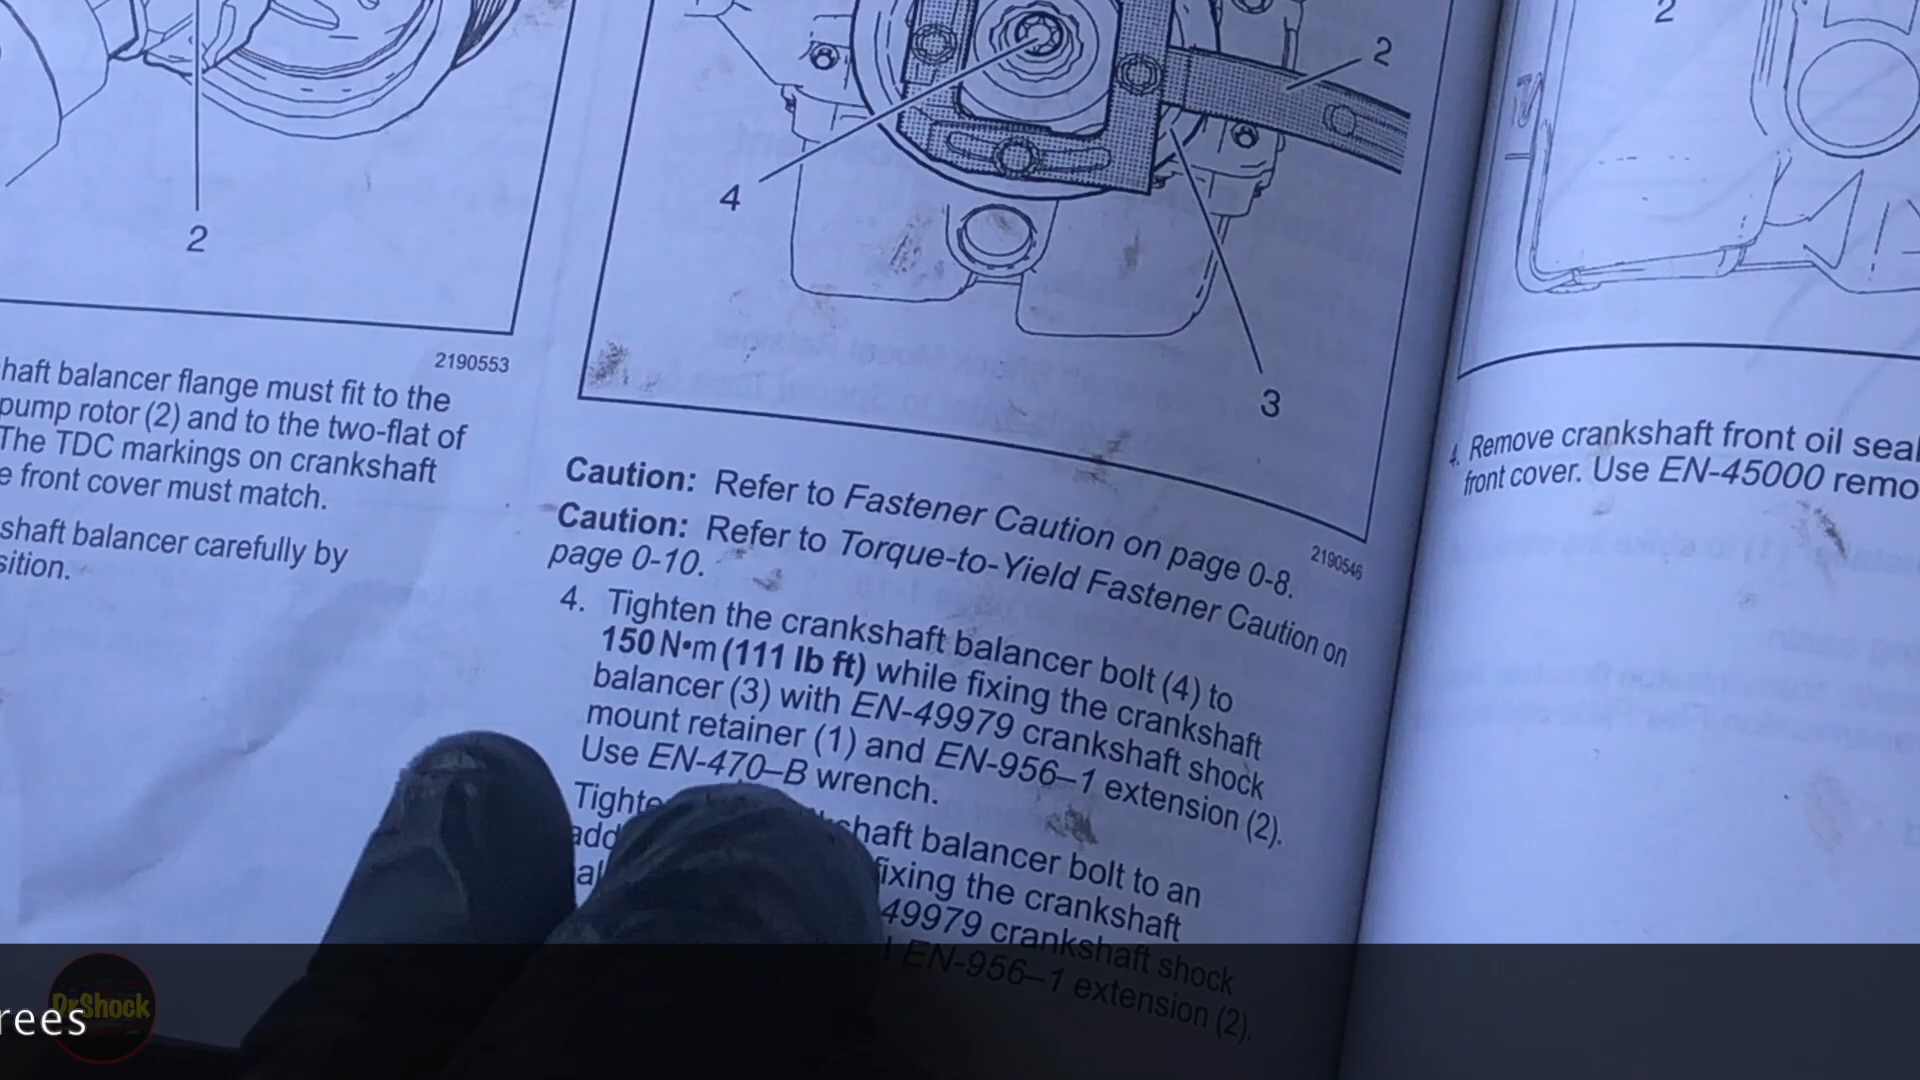 2
2190553
haft balancer flange must fit to the
pump rotor (2) and to the two-flat of
The TDC markings on crankshaft
e front cover must match.
shaft balancer carefully by
sition.
2
4
3
2190546
Caution: Refer to Fastener Caution on page 0-8.
Caution: Refer to Torque-to-Yield Fastener Caution on
page 0-10.
4. Tighten the crankshaft balancer bolt (4) to
150 N•m (111 lb ft) while fixing the crankshaft
balancer (3) with EN-49979 crankshaft shock
mount retainer (1) and EN-956–1 extension (2).
Use EN-470–B wrench.
Tighte shaft balancer bolt to an
add fixing the crankshaft
al 49979 crankshaft shock
EN-956–1 extension (2).
2
4. Remove crankshaft front oil seal
front cover. Use EN-45000 remo
DrShock
rees